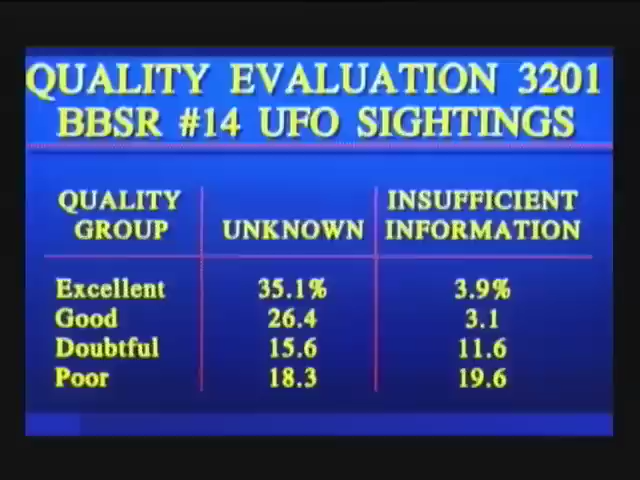 QUALITY EVALUATION 3201
BBSR #14 UFO SIGHTINGS
QUALITY GROUP UNKNOWN INSUFFICIENT INFORMATION
Excellent 35.1% 3.9%
Good 26.4 3.1
Doubtful 15.6 11.6
Poor 18.3 19.6